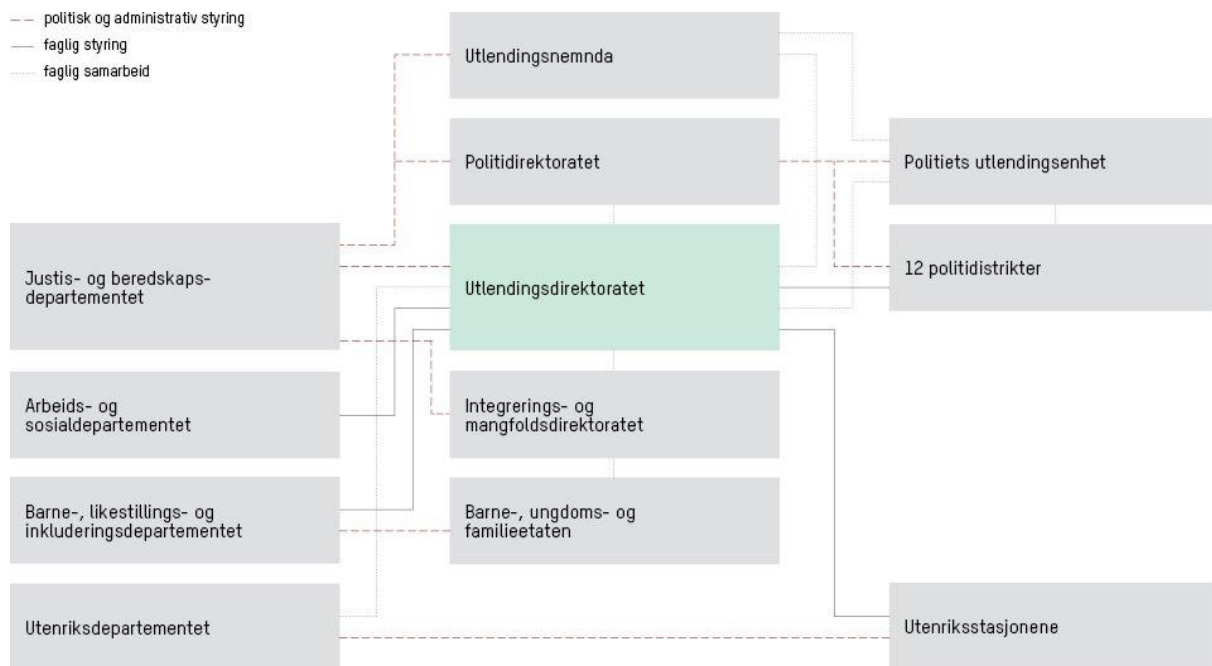 politisk og administrativ styring
faglig styring
faglig samarbeid
Utlendingsnemnda
Politidirektoratet
Politiets utlendingsenhet
Justis- og beredskaps-
departementet
Utlendingsdirektoratet
12 politidistrikter
Arbeids- og
sosialdepartementet
Integrerings- og
mangfoldsdirektoratet
Barne-, likestillings- og
inkluderingsdepartementet
Barne-, ungdoms- og
familieetaten
Utenriksdepartementet
Utenriksstasjonene